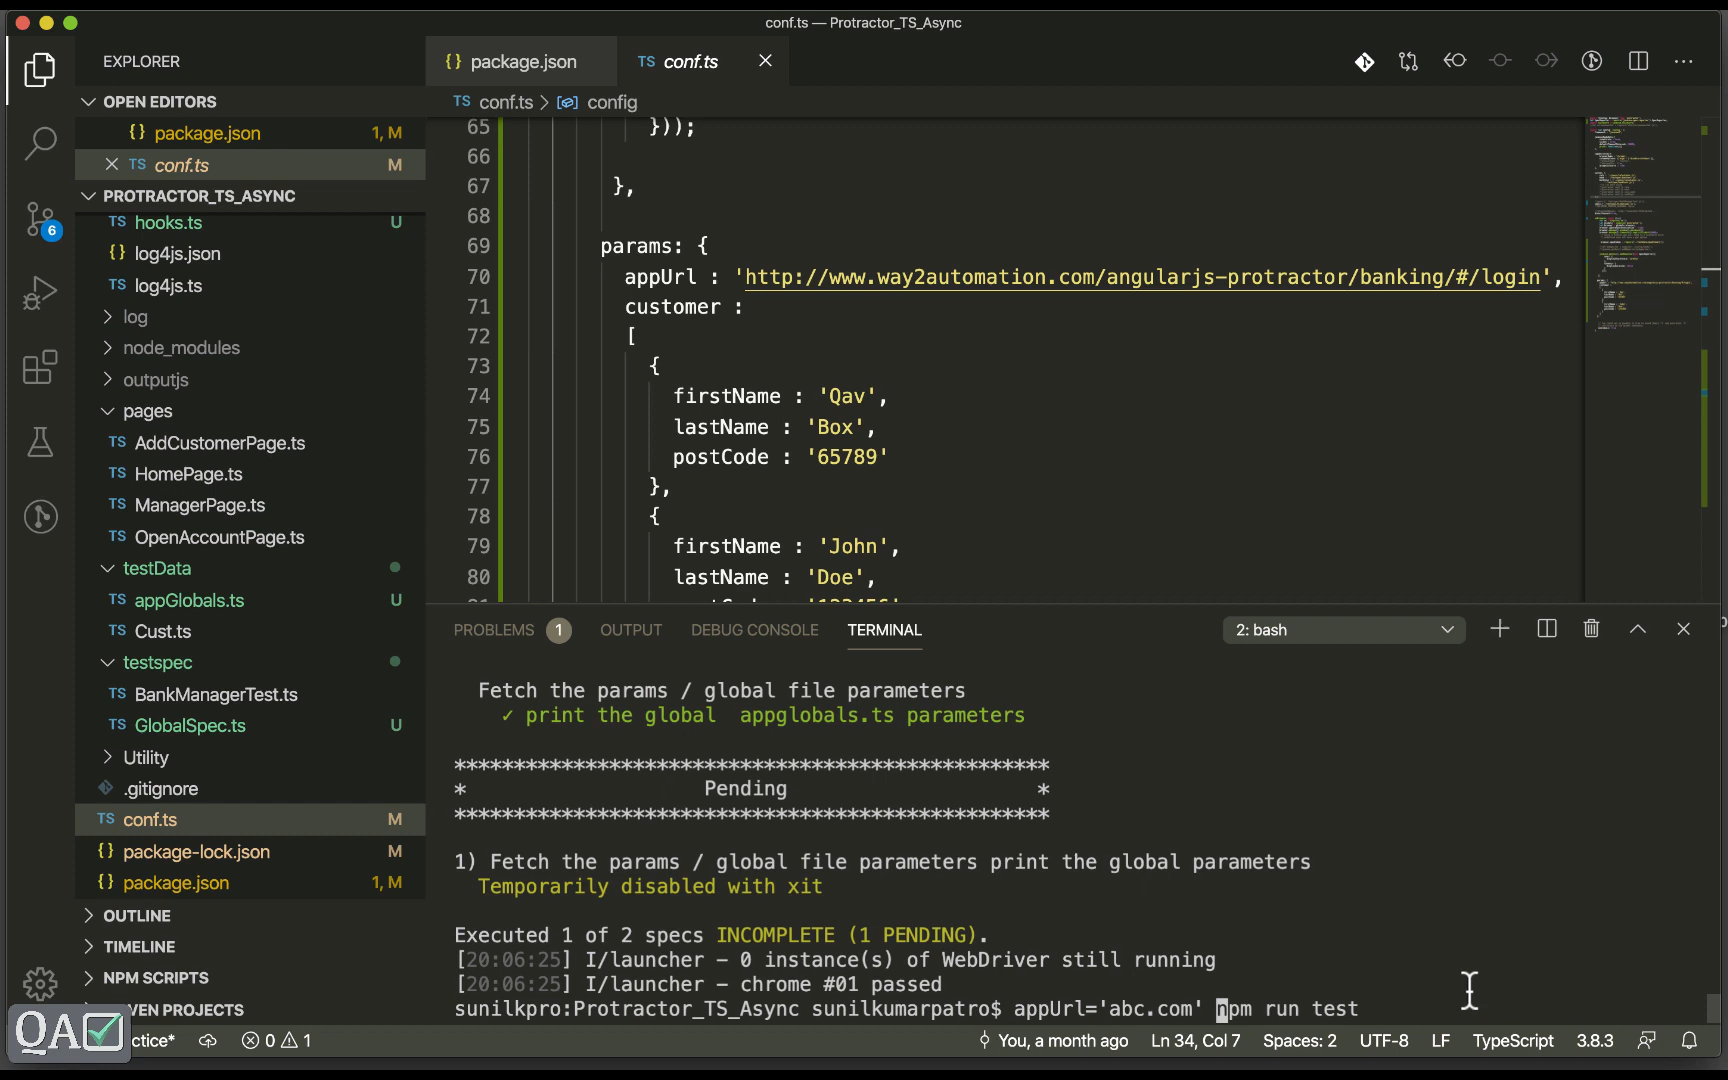 conf.ts — Protractor_TS_Async
EXPLORER
OPEN EDITORS
{} package.json 1, M
TS conf.ts M
PROTRACTOR_TS_ASYNC
TS hooks.ts U
{} log4js.json
TS log4js.ts
log
node_modules
outputjs
pages
TS AddCustomerPage.ts
TS HomePage.ts
TS ManagerPage.ts
TS OpenAccountPage.ts
testData
TS appGlobals.ts U
TS Cust.ts
testspec
TS BankManagerTest.ts
TS GlobalSpec.ts U
Utility
.gitignore
TS conf.ts M
{} package-lock.json M
{} package.json 1, M
OUTLINE
TIMELINE
NPM SCRIPTS
VEN PROJECTS
6
{} package.json
TS conf.ts
TS conf.ts > config
65 }));
66
67 },
68
69 params: {
70 appUrl : 'http://www.way2automation.com/angularjs-protractor/banking/#/login',
71 customer :
72 [
73 {
74 firstName : 'Qav',
75 lastName : 'Box',
76 postCode : '65789'
77 },
78 {
79 firstName : 'John',
80 lastName : 'Doe',
PROBLEMS 1 OUTPUT DEBUG CONSOLE TERMINAL
2: bash
Fetch the params / global file parameters
✓ print the global  appglobals.ts parameters
**************************************************
* Pending *
**************************************************
1) Fetch the params / global file parameters print the global parameters
Temporarily disabled with xit
Executed 1 of 2 specs INCOMPLETE (1 PENDING).
[20:06:25] I/launcher – 0 instance(s) of WebDriver still running
[20:06:25] I/launcher – chrome #01 passed
sunilkpro:Protractor_TS_Async sunilkumarpatro$ appUrl='abc.com' npm run test
QA
ctice* 0 1
You, a month ago Ln 34, Col 7 Spaces: 2 UTF-8 LF TypeScript 3.8.3